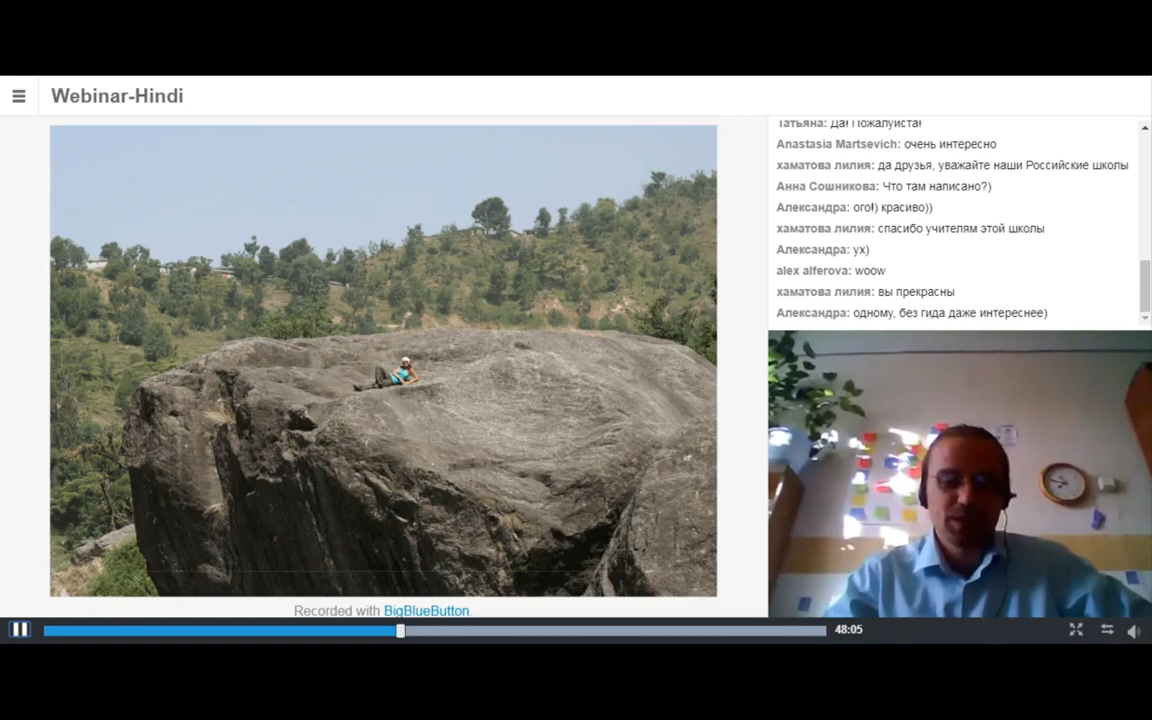 Webinar-Hindi
Татьяна: Да! Пожалуйста!
Anastasia Martsevich: очень интересно
хаматова лилия: да друзья, уважайте наши Российские школы
Анна Сошникова: Что там написано?)
Александра: ого!) красиво))
хаматова лилия: спасибо учителям этой школы
Александра: ух)
alex alferova: woow
хаматова лилия: вы прекрасны
Александра: одному, без гида даже интереснее)
Recorded with BigBlueButton.
48:05